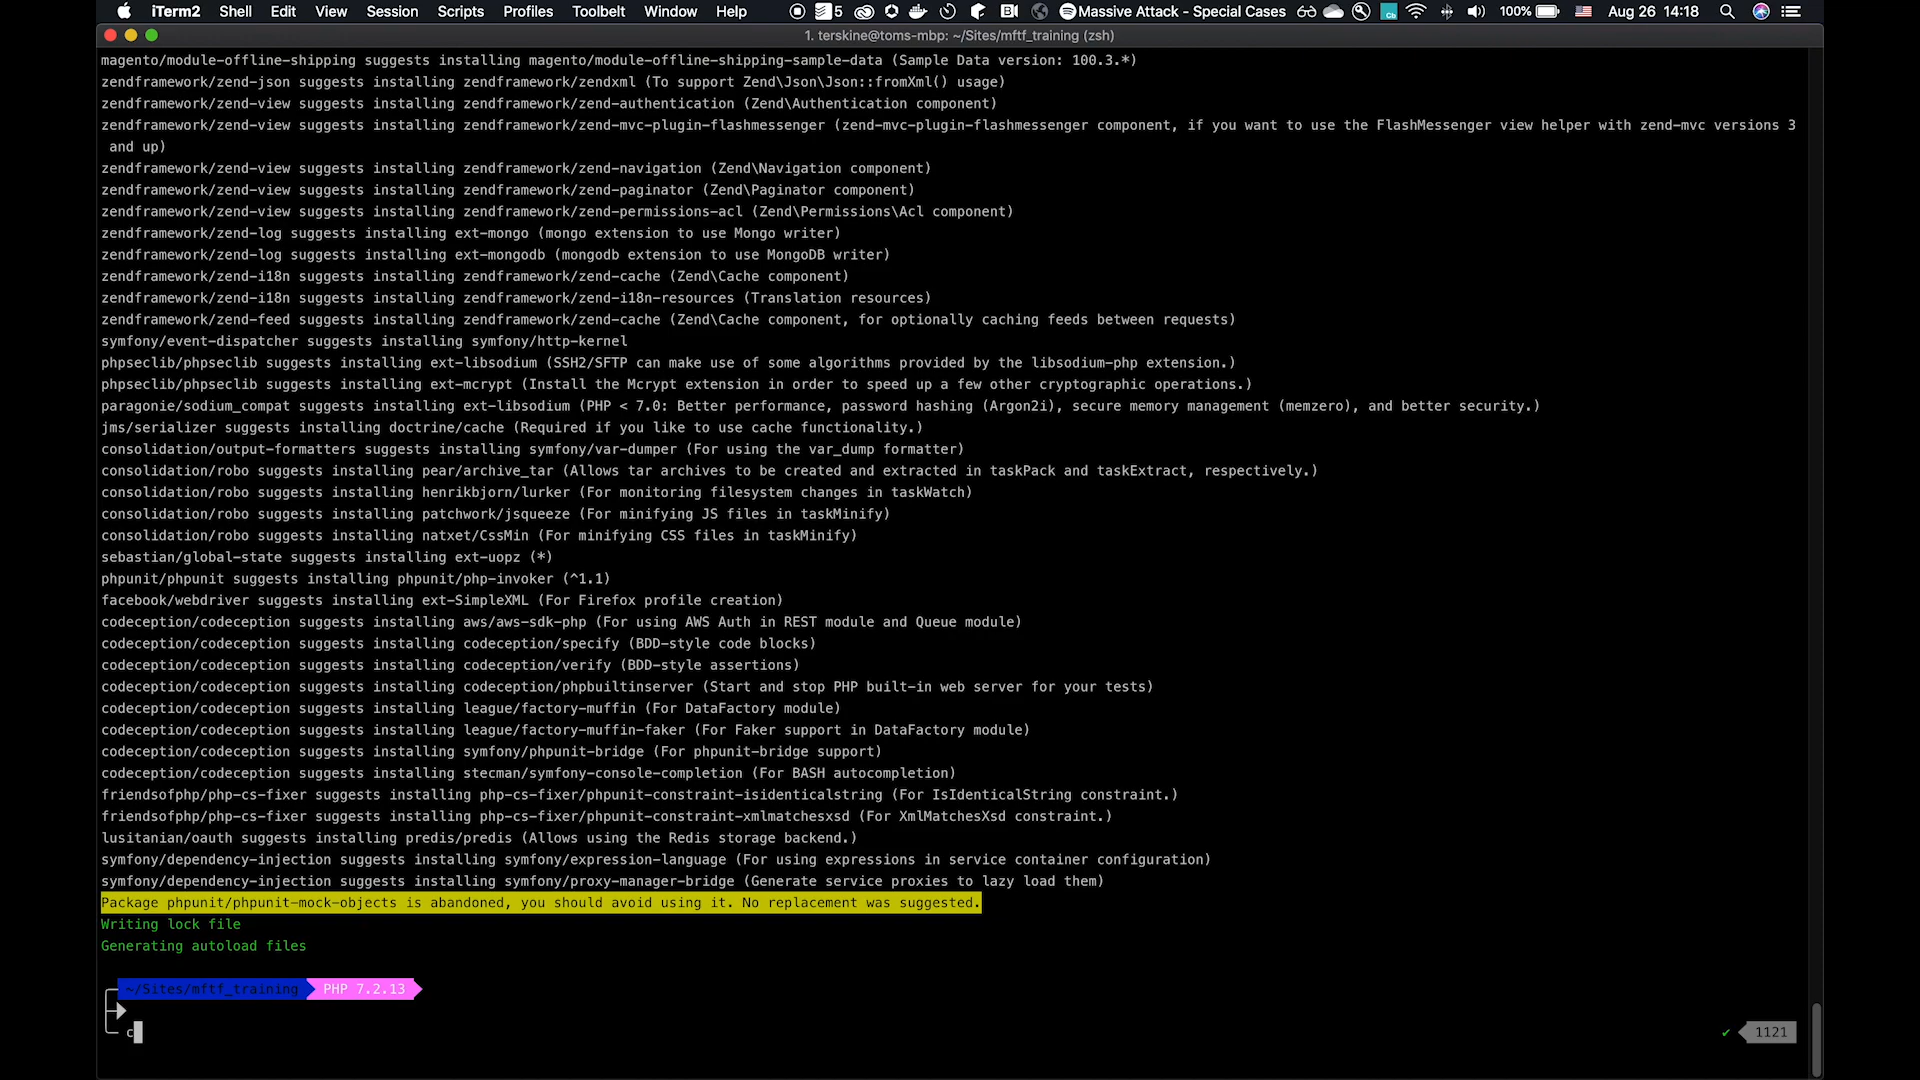 iTerm2 Shell Edit View Session Scripts Profiles Toolbelt Window Help 5 Massive Attack - Special Cases 100% Aug 26 14:18
1. terskine@toms-mbp: ~/Sites/mftf_training (zsh)
magento/module-offline-shipping suggests installing magento/module-offline-shipping-sample-data (Sample Data version: 100.3.*)
zendframework/zend-json suggests installing zendframework/zendxml (To support Zend\Json\Json::fromXml() usage)
zendframework/zend-view suggests installing zendframework/zend-authentication (Zend\Authentication component)
zendframework/zend-view suggests installing zendframework/zend-mvc-plugin-flashmessenger (zend-mvc-plugin-flashmessenger component, if you want to use the FlashMessenger view helper with zend-mvc versions 3
and up)
zendframework/zend-view suggests installing zendframework/zend-navigation (Zend\Navigation component)
zendframework/zend-view suggests installing zendframework/zend-paginator (Zend\Paginator component)
zendframework/zend-view suggests installing zendframework/zend-permissions-acl (Zend\Permissions\Acl component)
zendframework/zend-log suggests installing ext-mongo (mongo extension to use Mongo writer)
zendframework/zend-log suggests installing ext-mongodb (mongodb extension to use MongoDB writer)
zendframework/zend-i18n suggests installing zendframework/zend-cache (Zend\Cache component)
zendframework/zend-i18n suggests installing zendframework/zend-i18n-resources (Translation resources)
zendframework/zend-feed suggests installing zendframework/zend-cache (Zend\Cache component, for optionally caching feeds between requests)
symfony/event-dispatcher suggests installing symfony/http-kernel
phpseclib/phpseclib suggests installing ext-libsodium (SSH2/SFTP can make use of some algorithms provided by the libsodium-php extension.)
phpseclib/phpseclib suggests installing ext-mcrypt (Install the Mcrypt extension in order to speed up a few other cryptographic operations.)
paragonie/sodium_compat suggests installing ext-libsodium (PHP < 7.0: Better performance, password hashing (Argon2i), secure memory management (memzero), and better security.)
jms/serializer suggests installing doctrine/cache (Required if you like to use cache functionality.)
consolidation/output-formatters suggests installing symfony/var-dumper (For using the var_dump formatter)
consolidation/robo suggests installing pear/archive_tar (Allows tar archives to be created and extracted in taskPack and taskExtract, respectively.)
consolidation/robo suggests installing henrikbjorn/lurker (For monitoring filesystem changes in taskWatch)
consolidation/robo suggests installing patchwork/jsqueeze (For minifying JS files in taskMinify)
consolidation/robo suggests installing natxet/CssMin (For minifying CSS files in taskMinify)
sebastian/global-state suggests installing ext-uopz (*)
phpunit/phpunit suggests installing phpunit/php-invoker (^1.1)
facebook/webdriver suggests installing ext-SimpleXML (For Firefox profile creation)
codeception/codeception suggests installing aws/aws-sdk-php (For using AWS Auth in REST module and Queue module)
codeception/codeception suggests installing codeception/specify (BDD-style code blocks)
codeception/codeception suggests installing codeception/verify (BDD-style assertions)
codeception/codeception suggests installing codeception/phpbuiltinserver (Start and stop PHP built-in web server for your tests)
codeception/codeception suggests installing league/factory-muffin (For DataFactory module)
codeception/codeception suggests installing league/factory-muffin-faker (For Faker support in DataFactory module)
codeception/codeception suggests installing symfony/phpunit-bridge (For phpunit-bridge support)
codeception/codeception suggests installing stecman/symfony-console-completion (For BASH autocompletion)
friendsofphp/php-cs-fixer suggests installing php-cs-fixer/phpunit-constraint-isidenticalstring (For IsIdenticalString constraint.)
friendsofphp/php-cs-fixer suggests installing php-cs-fixer/phpunit-constraint-xmlmatchesxsd (For XmlMatchesXsd constraint.)
lusitanian/oauth suggests installing predis/predis (Allows using the Redis storage backend.)
symfony/dependency-injection suggests installing symfony/expression-language (For using expressions in service container configuration)
symfony/dependency-injection suggests installing symfony/proxy-manager-bridge (Generate service proxies to lazy load them)
Package phpunit/phpunit-mock-objects is abandoned, you should avoid using it. No replacement was suggested.
Writing lock file
Generating autoload files
~/Sites/mftf_training PHP 7.2.13
c ✔ 1121